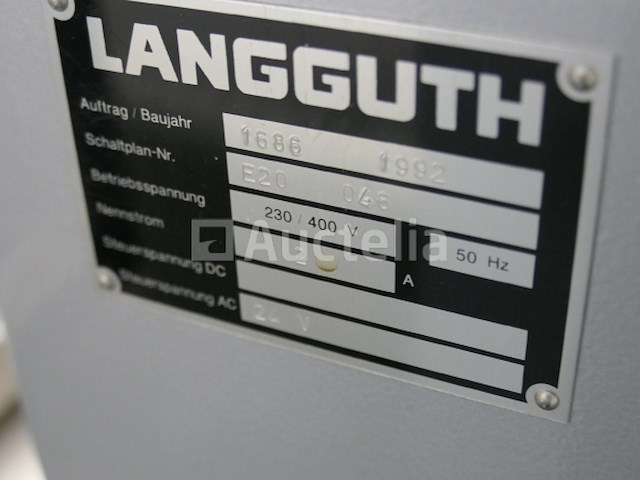 LANGGUTH
Auftrag / Baujahr 1686 1992
Schaltplan-Nr. E20 048
Betriebsspannung 230 / 400 V 50 Hz
Nennstrom A
Steuerspannung DC
Steuerspannung AC 24 V
Auctelia